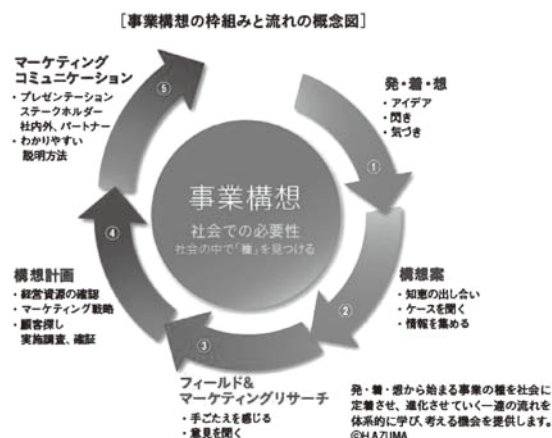 [事業構想の枠組みと流れの概念図]
発・着・想
・アイデア
・閃き
・気づき
①
構想案
・知恵の出し合い
・ケースを聞く
・情報を集める
②
フィールド&
マーケティングリサーチ
・手ごたえを感じる
・意見を聞く
③
構想計画
・経営資源の確認
・マーケティング戦略
・顧客探し
実施調査、確証
④
マーケティング
コミュニケーション
・プレゼンテーション
ステークホルダー
社内外、パートナー
・わかりやすい
説明方法
⑤
事業構想
社会での必要性
社会の中で「種」を見つける
発・着・想から始まる事業の種を社会に
定着させ、進化させていく一連の流れを
体系的に学び、考える機会を提供します。
©H.AZUMA